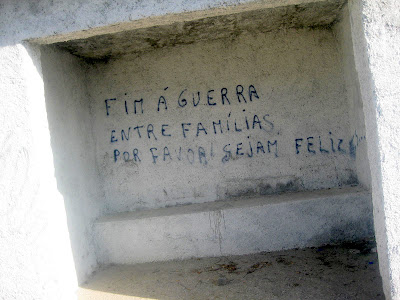 FIM Á GUERRA
ENTRE FAMÍLIAS
POR FAVOR SEJAM FELIZ